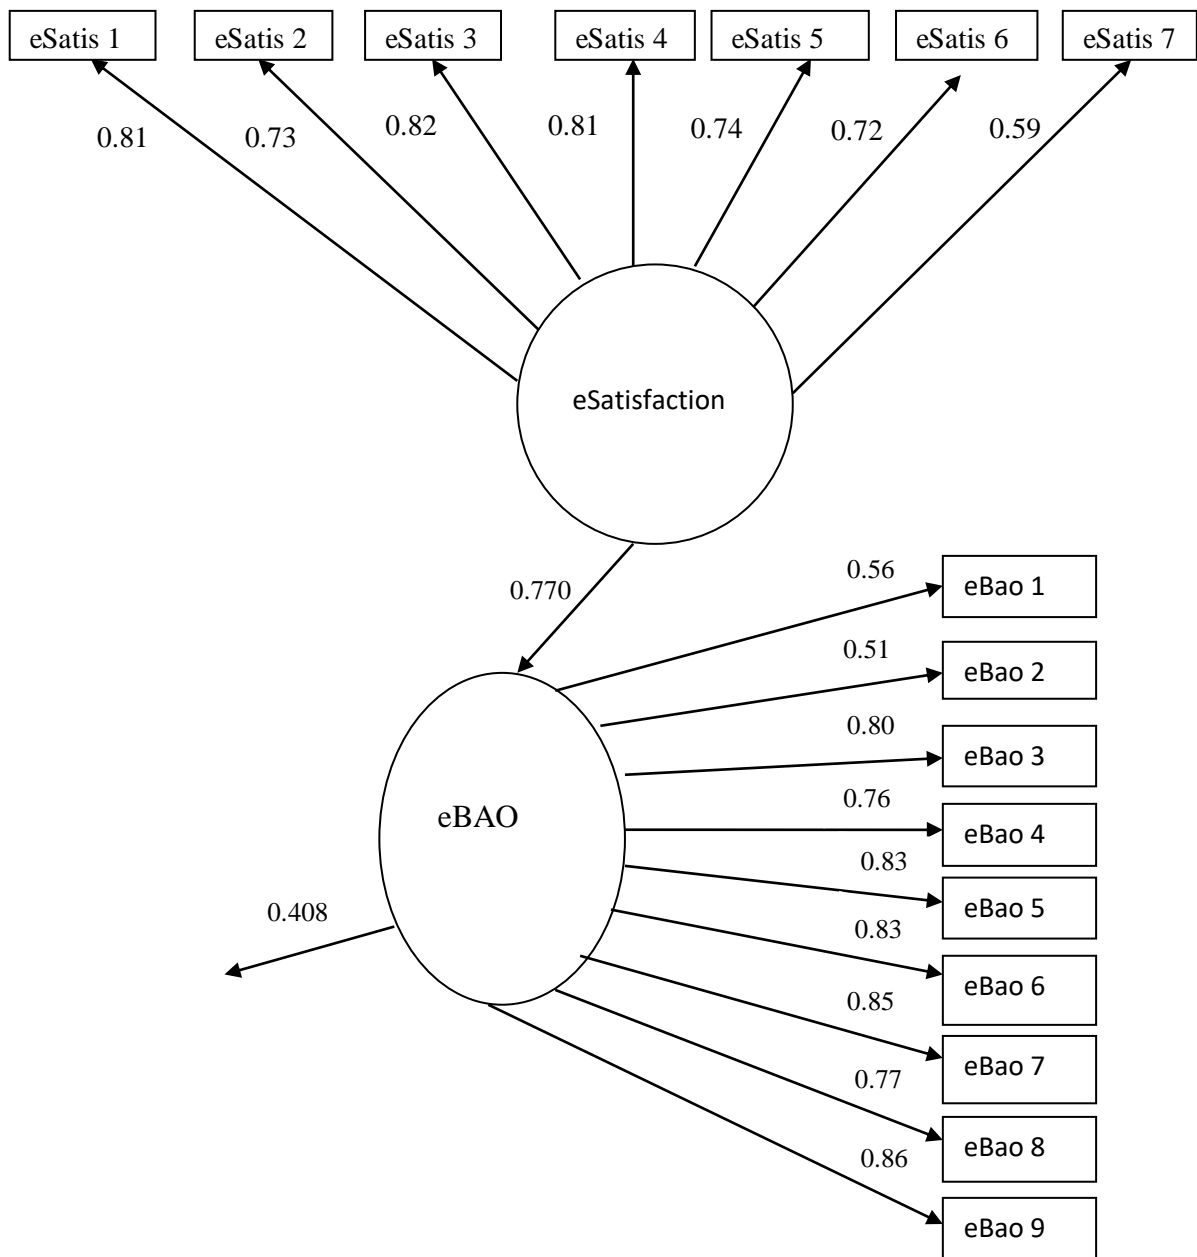 eSatis 1
eSatis 2
eSatis 3
eSatis 4
eSatis 5
eSatis 6
eSatis 7
0.81
0.73
0.82
0.81
0.74
0.72
0.59
eSatisfaction
0.770
0.56
eBao 1
0.51
eBao 2
0.80
eBao 3
0.76
eBao 4
eBAO
0.83
eBao 5
0.408
0.83
eBao 6
0.85
eBao 7
0.77
eBao 8
0.86
eBao 9